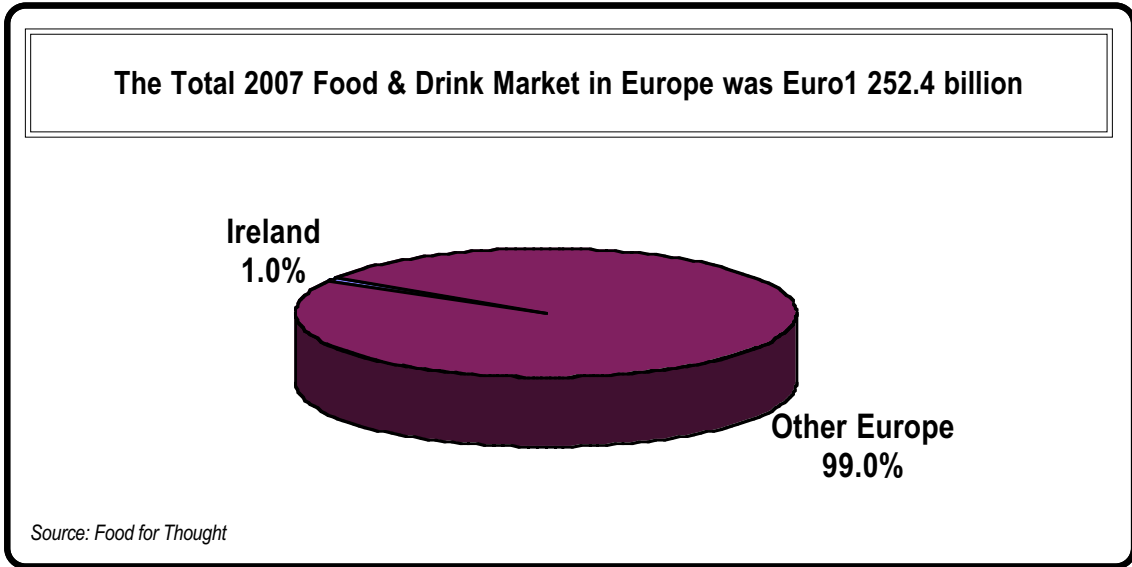 The Total 2007 Food & Drink Market in Europe was Euro1 252.4 billion
Ireland
1.0%
Other Europe
99.0%
Source: Food for Thought